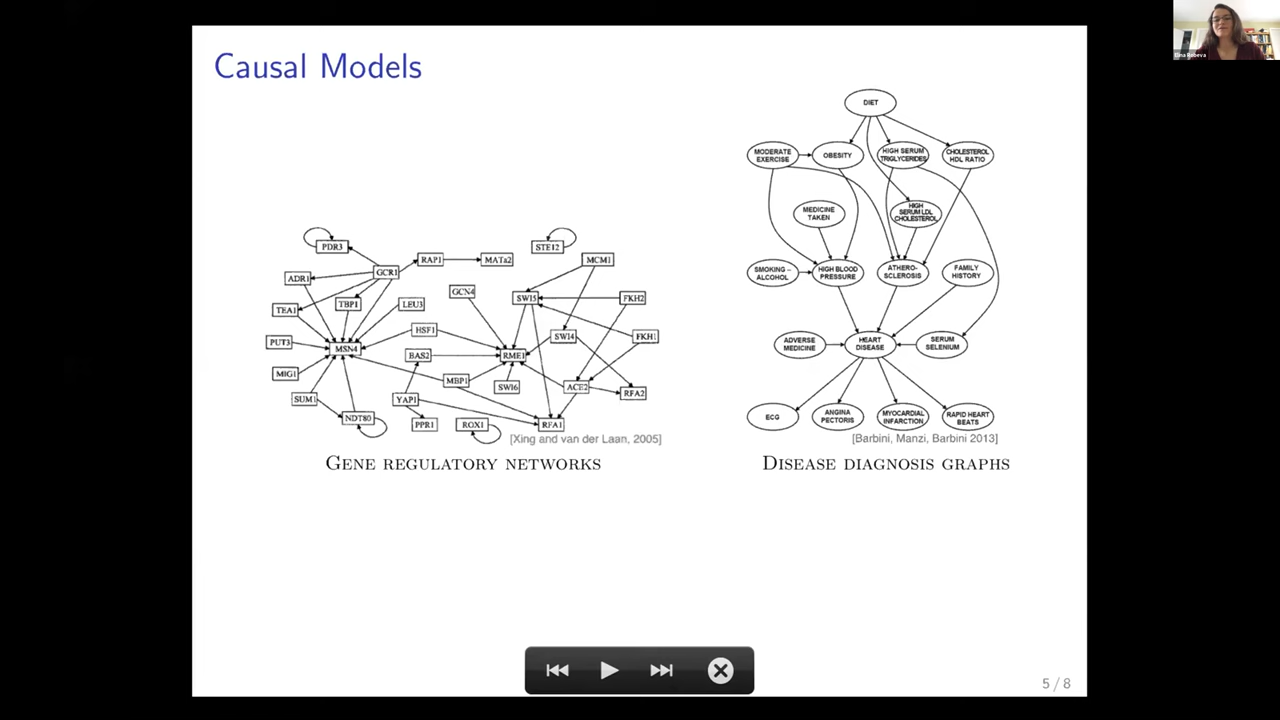 Causal Models
Elina Robeva
DIET
MODERATE
EXERCISE
OBESITY
HIGH SERUM
TRIGLYCERIDES
CHOLESTEROL
HDL RATIO
MEDICINE
TAKEN
HIGH
SERUM LDL
CHOLESTEROL
SMOKING –
ALCOHOL
HIGH BLOOD
PRESSURE
ATHERO-
SCLEROSIS
FAMILY
HISTORY
ADVERSE
MEDICINE
HEART
DISEASE
SERUM
SELENIUM
ECG
ANGINA
PECTORIS
MYOCARDIAL
INFARCTION
RAPID HEART
BEATS
[Barbini, Manzi, Barbini 2013]
Disease diagnosis graphs
PDR3
STE12
GCR1
RAP1
MATa2
MCM1
ADR1
GCN4
SWI5
FKH2
TEA1
TBP1
LEU3
HSF1
SWI4
FKH1
PUT3
MSN4
BAS2
RME1
MIG1
MBP1
SWI6
ACE2
RFA2
SUM1
YAP1
NDT80
PPR1
ROX1
RFA1
[Xing and van der Laan, 2005]
Gene regulatory networks
5 / 8